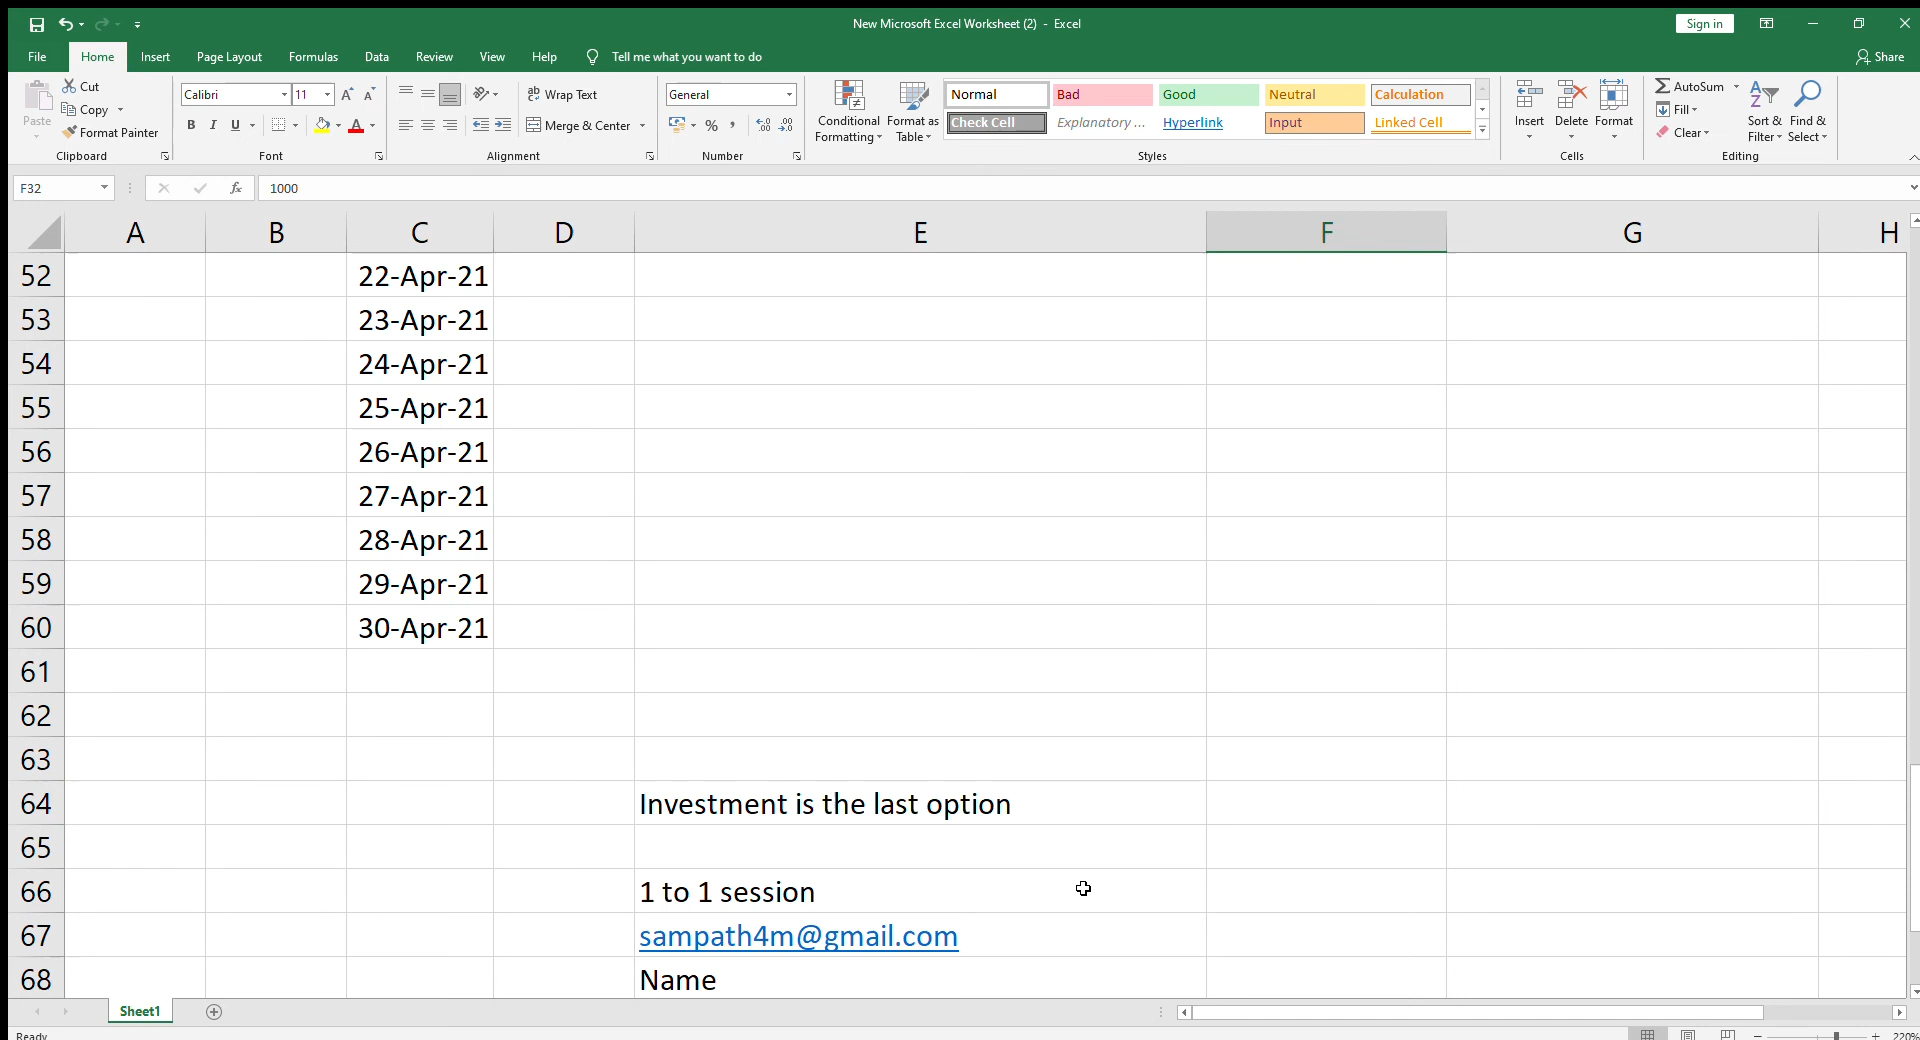 New Microsoft Excel Worksheet (2) - Excel
Sign in
File Home Insert Page Layout Formulas Data Review View Help Tell me what you want to do
Share
Paste
Cut
Copy
Format Painter
Clipboard
Calibri 11
B I U
A A
Font
Wrap Text
Merge & Center
Alignment
General
% ,
Number
Conditional Formatting
Format as Table
Normal Bad Good Neutral Calculation
Check Cell Explanatory ... Hyperlink Input Linked Cell
Styles
Insert Delete Format
Cells
AutoSum
Fill
Clear
Sort & Filter
Find & Select
Editing
F32 fx 1000
A B C D E F G H
52 22-Apr-21
53 23-Apr-21
54 24-Apr-21
55 25-Apr-21
56 26-Apr-21
57 27-Apr-21
58 28-Apr-21
59 29-Apr-21
60 30-Apr-21
61
62
63
64 Investment is the last option
65
66 1 to 1 session
67 sampath4m@gmail.com
68 Name
Sheet1
Ready
220%